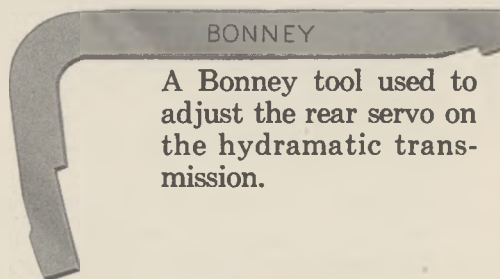 BONNEY
A Bonney tool used to
adjust the rear servo on
the hydramatic trans-
mission.